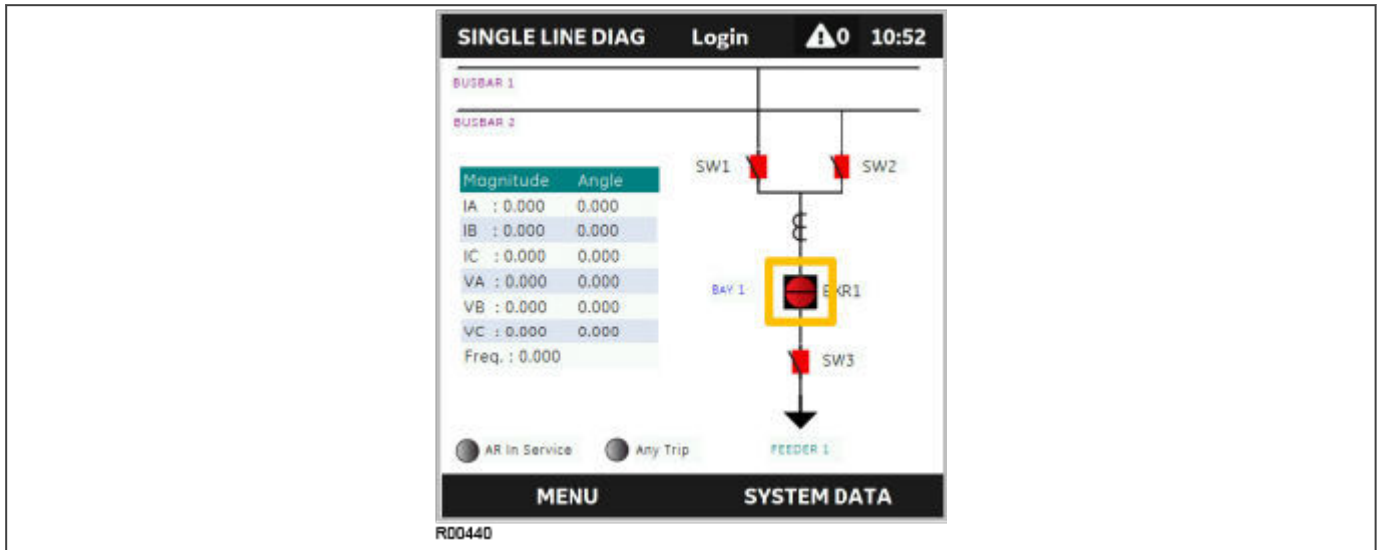 SINGLE LINE DIAG Login 0 10:52
BUSBAR 1
BUSBAR 2
SW1 SW2
Magnitude Angle
IA : 0.000 0.000
IB : 0.000 0.000
IC : 0.000 0.000
VA : 0.000 0.000
VB : 0.000 0.000
VC : 0.000 0.000
Freq. : 0.000
BAY 1
SW3
AR In Service Any Trip FEEDER 1
MENU SYSTEM DATA
R00440